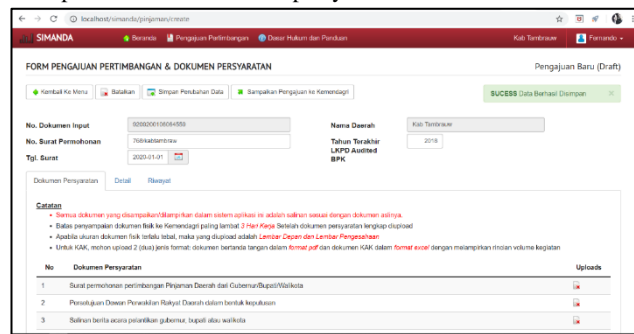 localhost/simanda/pinjaman/create
SIMANDA Beranda Pengajuan Pertimbangan Dasar Hukum dan Panduan Kab Tambrauw Fernando
FORM PENGAJUAN PERTIMBANGAN & DOKUMEN PERSYARATAN Pengajuan Baru (Draft)
Kembali Ke Menu Batalkan Simpan Perubahan Data Sampaikan Pengajuan ke Kemendagri SUCESS Data Berhasil Disimpan
No. Dokumen Input Nama Daerah Kab Tambrauw
No. Surat Permohonan Tahun Terakhir 2018
LKPD Audited
Tgl. Surat 2020-01-01 BPK
Dokumen Persyaratan Detail Riwayat
Catatan
Semua dokumen yang disampaikan/dilampirkan dalam sistem aplikasi ini adalah salinan sesuai dengan dokumen aslinya.
Batas penyampaian dokumen fisik ke Kemendagri paling lambat 3 Hari Kerja Setelah dokumen persyaratan lengkap diupload
Apabila ukuran dokumen fisik terlalu tebal, maka yang diupload adalah Lembar Depan dan Lembar Pengesahaan
Untuk KAK, mohon upload 2 (dua) jenis format: dokumen bertanda tangan dalam format pdf dan dokumen KAK dalam format excel dengan melampirkan rincian volume kegiatan
No Dokumen Persyaratan Uploads
1 Surat permohonan pertimbangan Pinjaman Daerah dari Gubernur/Bupati/Walikota
2 Persetujuan Dewan Perwakilan Rakyat Daerah dalam bentuk keputusan
3 Salinan berita acara pelantikan gubernur, bupati atau walikota